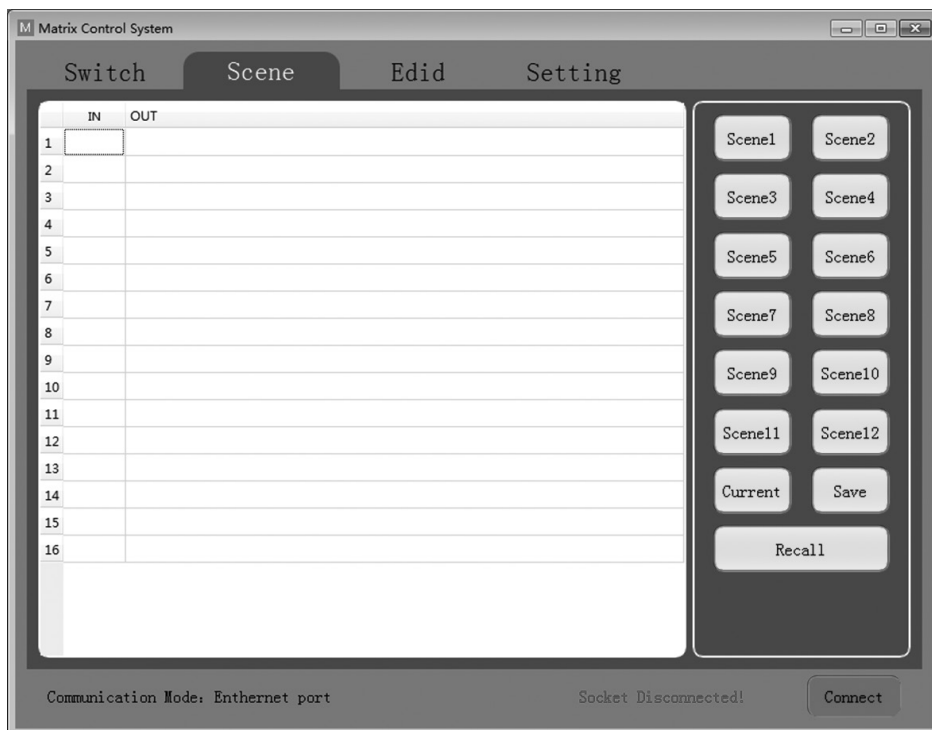 M Matrix Control System
Switch Scene Edid Setting
IN OUT
1
2
3
4
5
6
7
8
9
10
11
12
13
14
15
16
Scene1 Scene2
Scene3 Scene4
Scene5 Scene6
Scene7 Scene8
Scene9 Scene10
Scene11 Scene12
Current Save
Recall
Communication Mode: Enthernet port Socket Disconnected! Connect